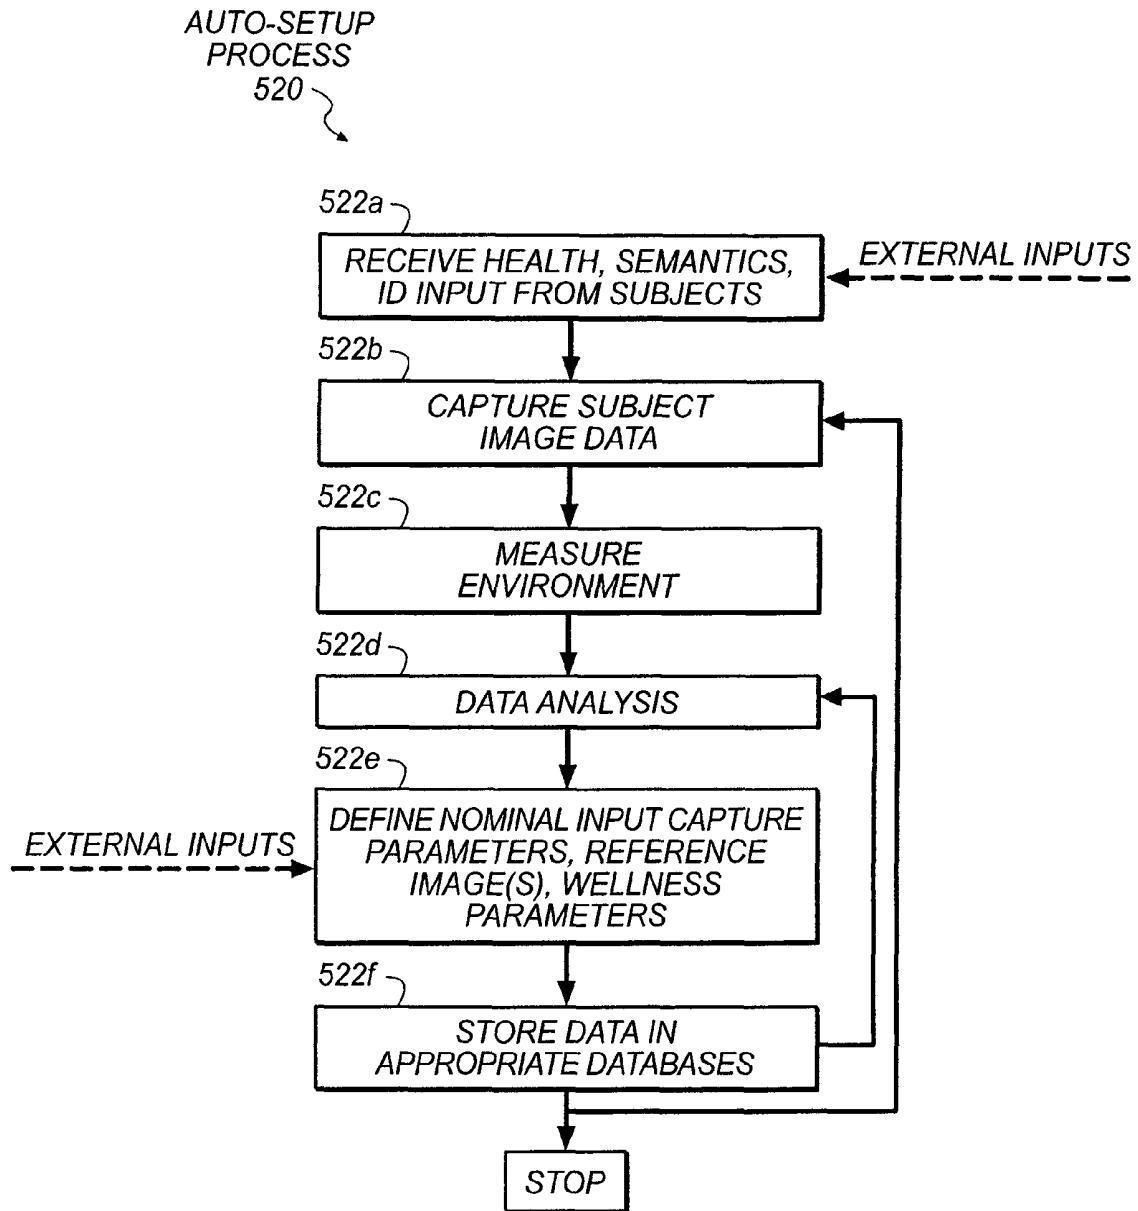 AUTO-SETUP
PROCESS
520
522a
RECEIVE HEALTH, SEMANTICS,
ID INPUT FROM SUBJECTS
EXTERNAL INPUTS
522b
CAPTURE SUBJECT
IMAGE DATA
522c
MEASURE
ENVIRONMENT
522d
DATA ANALYSIS
522e
DEFINE NOMINAL INPUT CAPTURE
PARAMETERS, REFERENCE
IMAGE(S), WELLNESS
PARAMETERS
EXTERNAL INPUTS
522f
STORE DATA IN
APPROPRIATE DATABASES
STOP